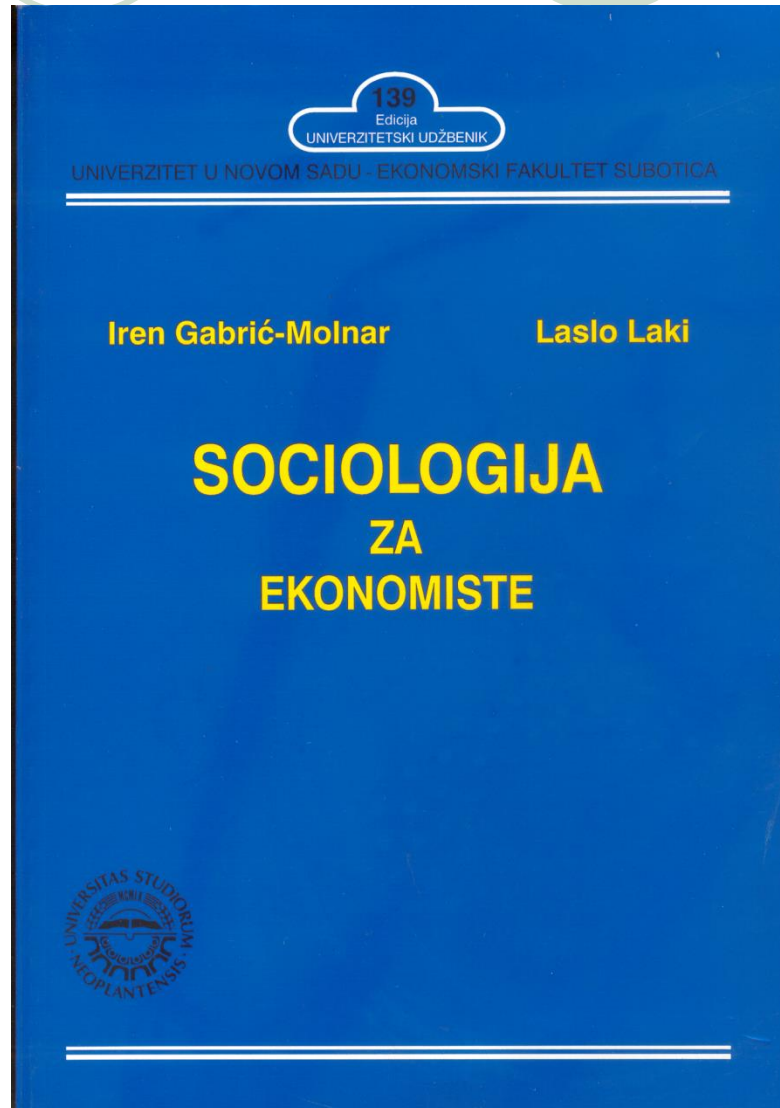 139
Edicija
UNIVERZITETSKI UDŽBENIK
UNIVERZITET U NOVOM SADU - EKONOMSKI FAKULTET SUBOTICA
Iren Gabrić-Molnar Laslo Laki
SOCIOLOGIJA
ZA
EKONOMISTE
UNIVERSITAS STUDIORUM
NEOPLANTENSIS